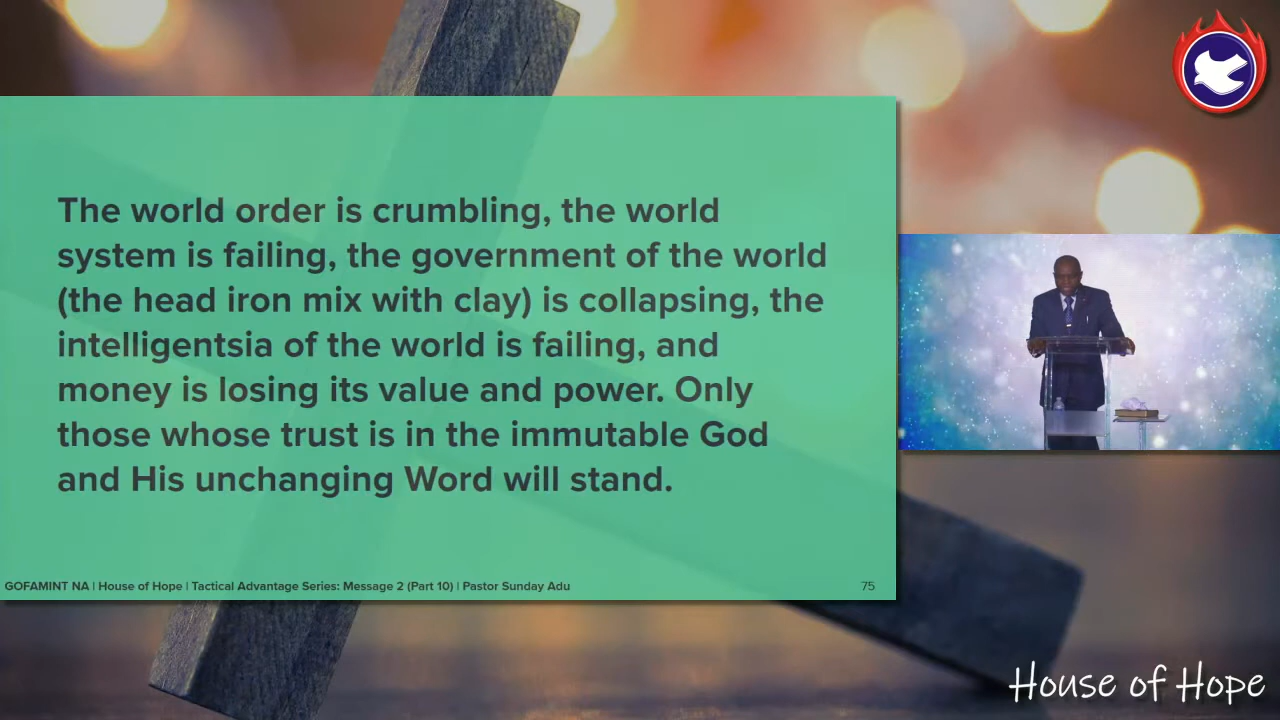 The world order is crumbling, the world
system is failing, the government of the world
(the head iron mix with clay) is collapsing, the
intelligentsia of the world is failing, and
money is losing its value and power. Only
those whose trust is in the immutable God
and His unchanging Word will stand.
GOFAMINT NA | House of Hope | Tactical Advantage Series: Message 2 (Part 10) | Pastor Sunday Adu
75
House of Hope